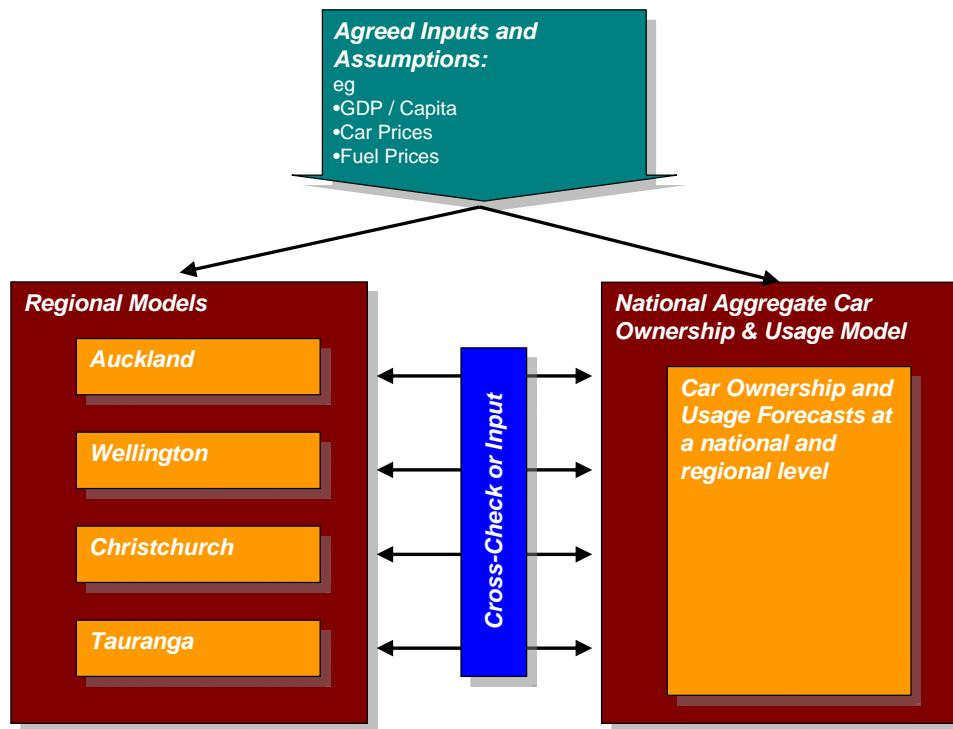 Agreed Inputs and
Assumptions:
eg
•GDP / Capita
•Car Prices
•Fuel Prices
Regional Models
Auckland
Wellington
Christchurch
Tauranga
Cross-Check or Input
National Aggregate Car
Ownership & Usage Model
Car Ownership and
Usage Forecasts at
a national and
regional level